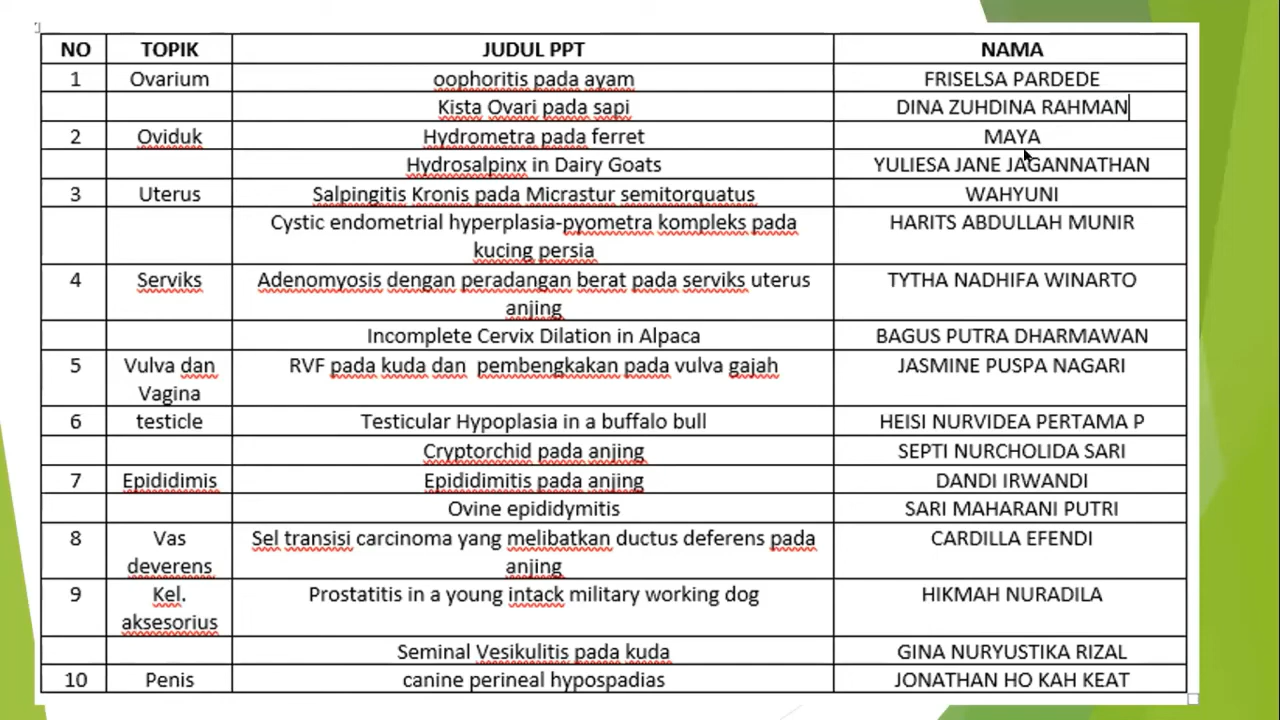 NO TOPIK JUDUL PPT NAMA
1 Ovarium oophoritis pada ayam FRISELSA PARDEDE
Kista Ovari pada sapi DINA ZUHDINA RAHMAN
2 Oviduk Hydrometra pada ferret MAYA
Hydrosalpinx in Dairy Goats YULIESA JANE JAGANNATHAN
3 Uterus Salpingitis Kronis pada Micrastur semitorquatus WAHYUNI
Cystic endometrial hyperplasia-pyometra kompleks pada HARITS ABDULLAH MUNIR
kucing persia
4 Serviks Adenomyosis dengan peradangan berat pada serviks uterus TYTHA NADHIFA WINARTO
anjing
Incomplete Cervix Dilation in Alpaca BAGUS PUTRA DHARMAWAN
5 Vulva dan RVF pada kuda dan pembengkakan pada vulva gajah JASMINE PUSPA NAGARI
Vagina
6 testicle Testicular Hypoplasia in a buffalo bull HEISI NURVIDEA PERTAMA P
Cryptorchid pada anjing SEPTI NURCHOLIDA SARI
7 Epididimis Epididimitis pada anjing DANDI IRWANDI
Ovine epididymitis SARI MAHARANI PUTRI
8 Vas Sel transisi carcinoma yang melibatkan ductus deferens pada CARDILLA EFENDI
deverens anjing
9 Kel. Prostatitis in a young intack military working dog HIKMAH NURADILA
aksesorius
Seminal Vesikulitis pada kuda GINA NURYUSTIKA RIZAL
10 Penis canine perineal hypospadias JONATHAN HO KAH KEAT